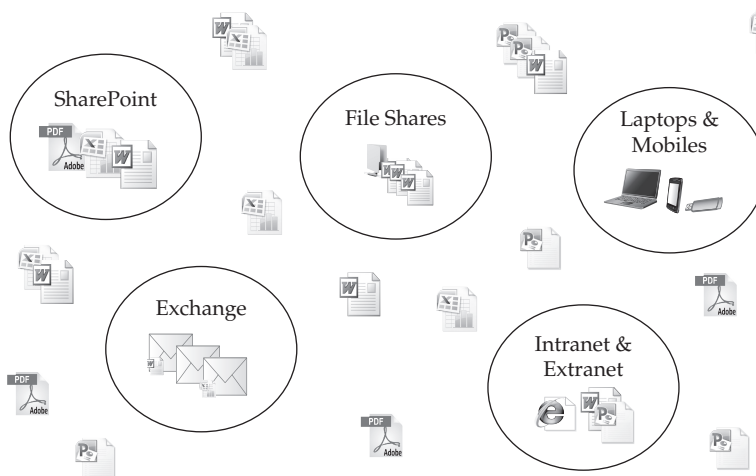 SharePoint
PDF
Adobe
File Shares
Laptops &
Mobiles
Exchange
PDF
Adobe
Intranet &
Extranet
PDF
Adobe
PDF
Adobe